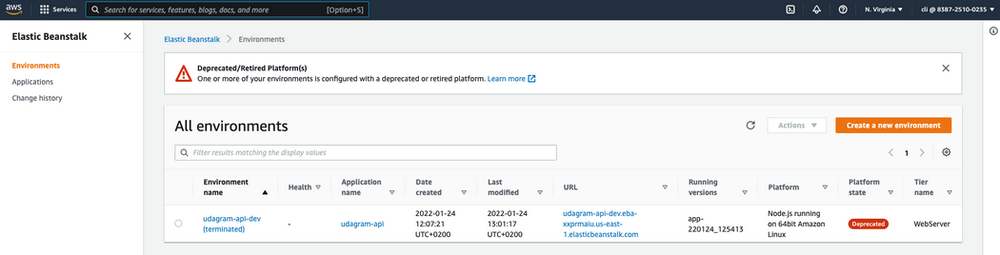 aws
Services
Search for services, features, blogs, docs, and more
[Option+S]
N. Virginia
cli @ 8387-2510-0235
Elastic Beanstalk
Environments
Applications
Change history
Elastic Beanstalk > Environments
Deprecated/Retired Platform(s)
One or more of your environments is configured with a deprecated or retired platform. Learn more
All environments
Actions
Create a new environment
Filter results matching the display values
1
Environment
name
Health
Application
name
Date
created
Last
modified
URL
Running
versions
Platform
Platform
state
Tier
name
udagram-api-dev
(terminated)
-
udagram-api
2022-01-24
12:07:21
UTC+0200
2022-01-24
13:01:17
UTC+0200
udagram-api-dev.eba-
xxprmaiu.us-east-
1.elasticbeanstalk.com
app-
220124_125413
Node.js running
on 64bit Amazon
Linux
Deprecated
WebServer